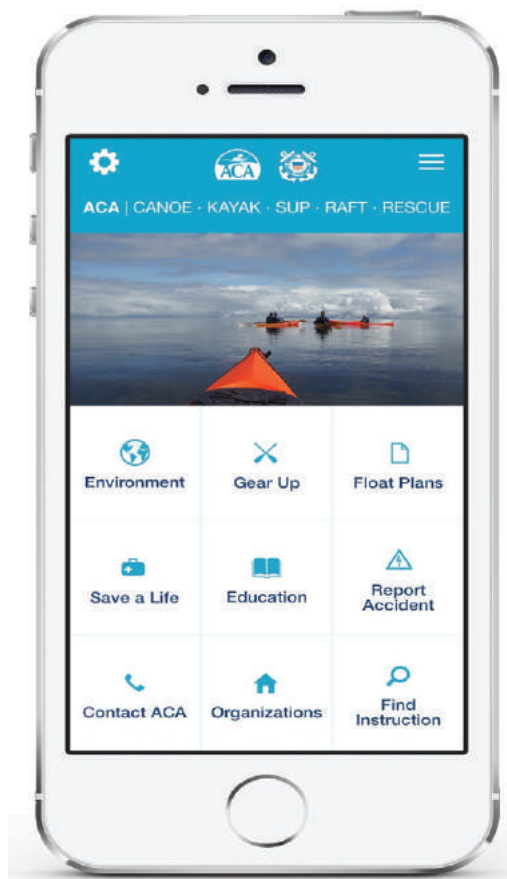 ACA
ACA | CANOE · KAYAK · SUP · RAFT · RESCUE
Environment
Gear Up
Float Plans
Save a Life
Education
Report
Accident
Contact ACA
Organizations
Find
Instruction